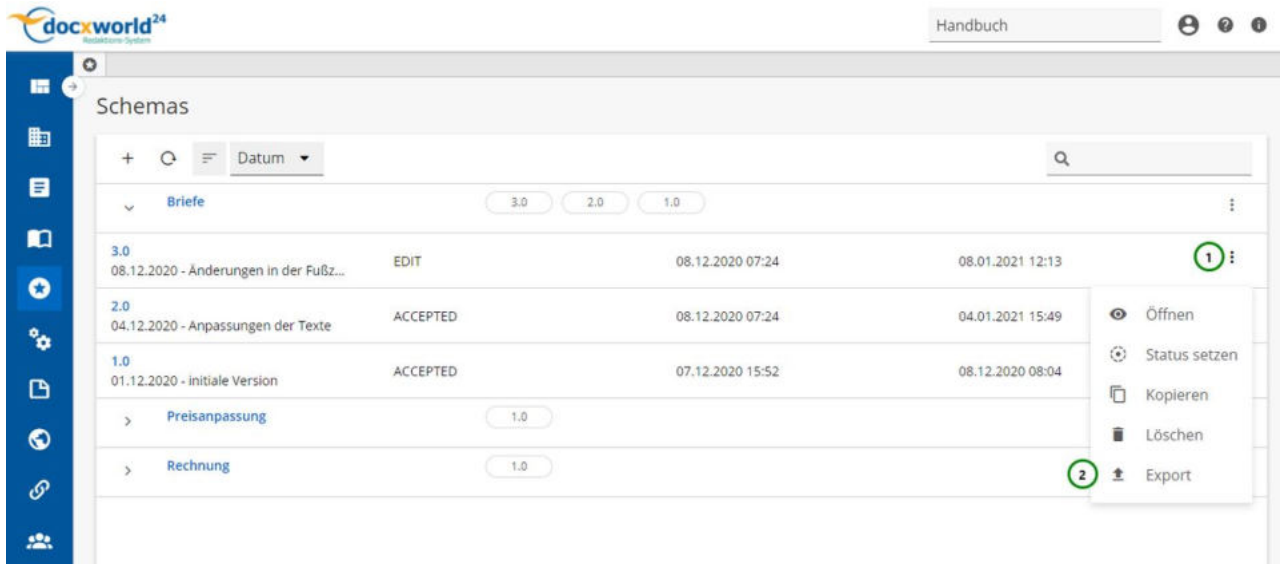 docxworld24
Redaktions-System
Handbuch
Schemas
Datum
Briefe 3.0 2.0 1.0
3.0
08.12.2020 - Änderungen in der Fußz... EDIT 08.12.2020 07:24 08.01.2021 12:13 1
2.0
04.12.2020 - Anpassungen der Texte ACCEPTED 08.12.2020 07:24 04.01.2021 15:49
1.0
01.12.2020 - initiale Version ACCEPTED 07.12.2020 15:52 08.12.2020 08:04
Preisanpassung 1.0
Rechnung 1.0
Öffnen
Status setzen
Kopieren
Löschen
2 Export